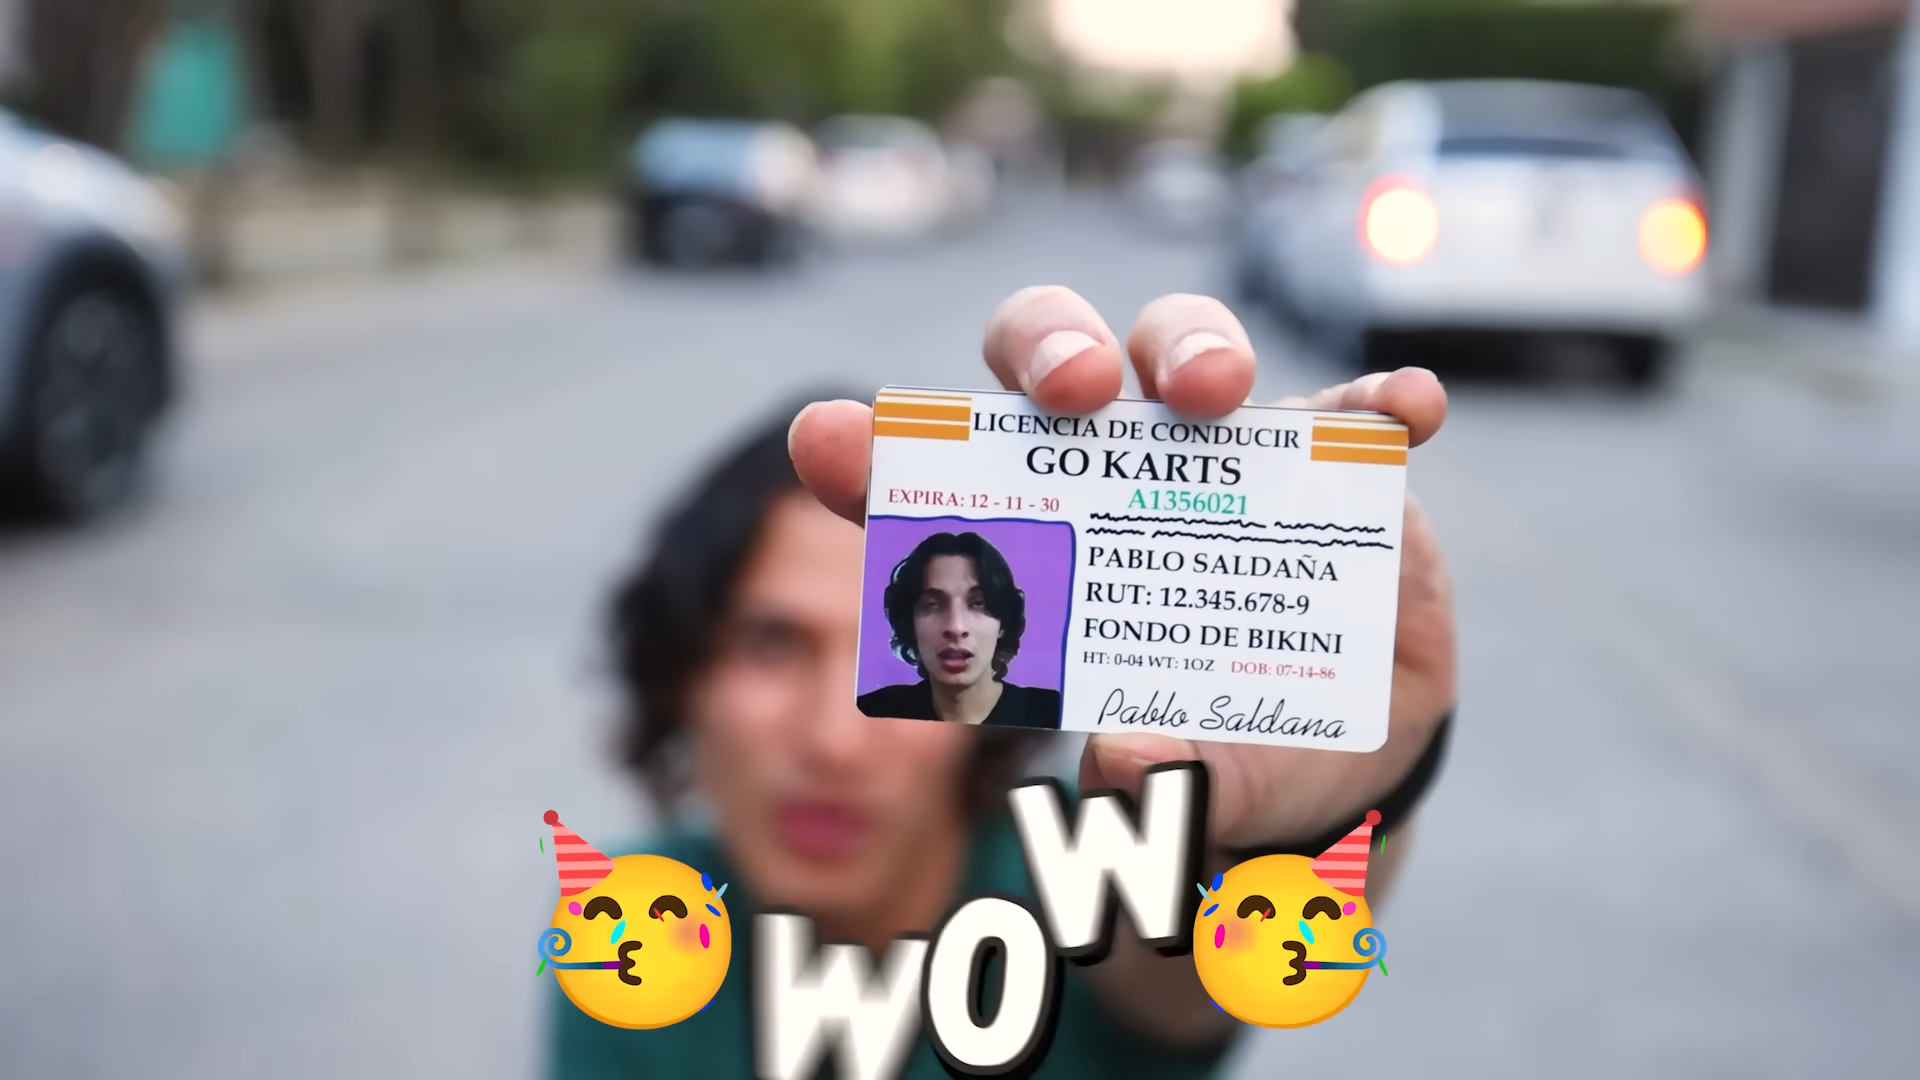 LICENCIA DE CONDUCIR
GO KARTS
EXPIRA: 12 - 11 - 30
A1356021
PABLO SALDAÑA
RUT: 12.345.678-9
FONDO DE BIKINI
HT: 0-04 WT: 1OZ DOB: 07-14-86
Pablo Saldana
WOW